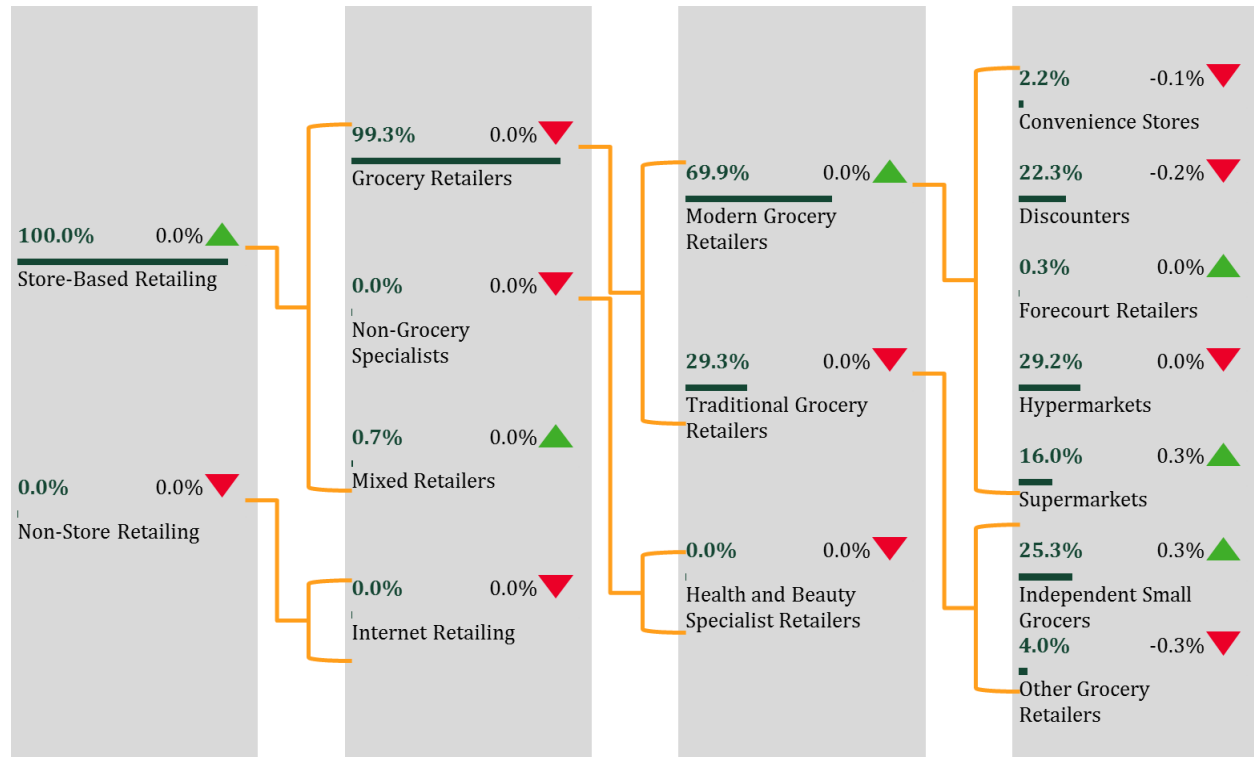 100.0% 0.0%
Store-Based Retailing
0.0% 0.0%
Non-Store Retailing
99.3% 0.0%
Grocery Retailers
0.0% 0.0%
Non-Grocery
Specialists
0.7% 0.0%
Mixed Retailers
0.0% 0.0%
Internet Retailing
69.9% 0.0%
Modern Grocery
Retailers
29.3% 0.0%
Traditional Grocery
Retailers
0.0% 0.0%
Health and Beauty
Specialist Retailers
2.2% -0.1%
Convenience Stores
22.3% -0.2%
Discounters
0.3% 0.0%
Forecourt Retailers
29.2% 0.0%
Hypermarkets
16.0% 0.3%
Supermarkets
25.3% 0.3%
Independent Small
Grocers
4.0% -0.3%
Other Grocery
Retailers